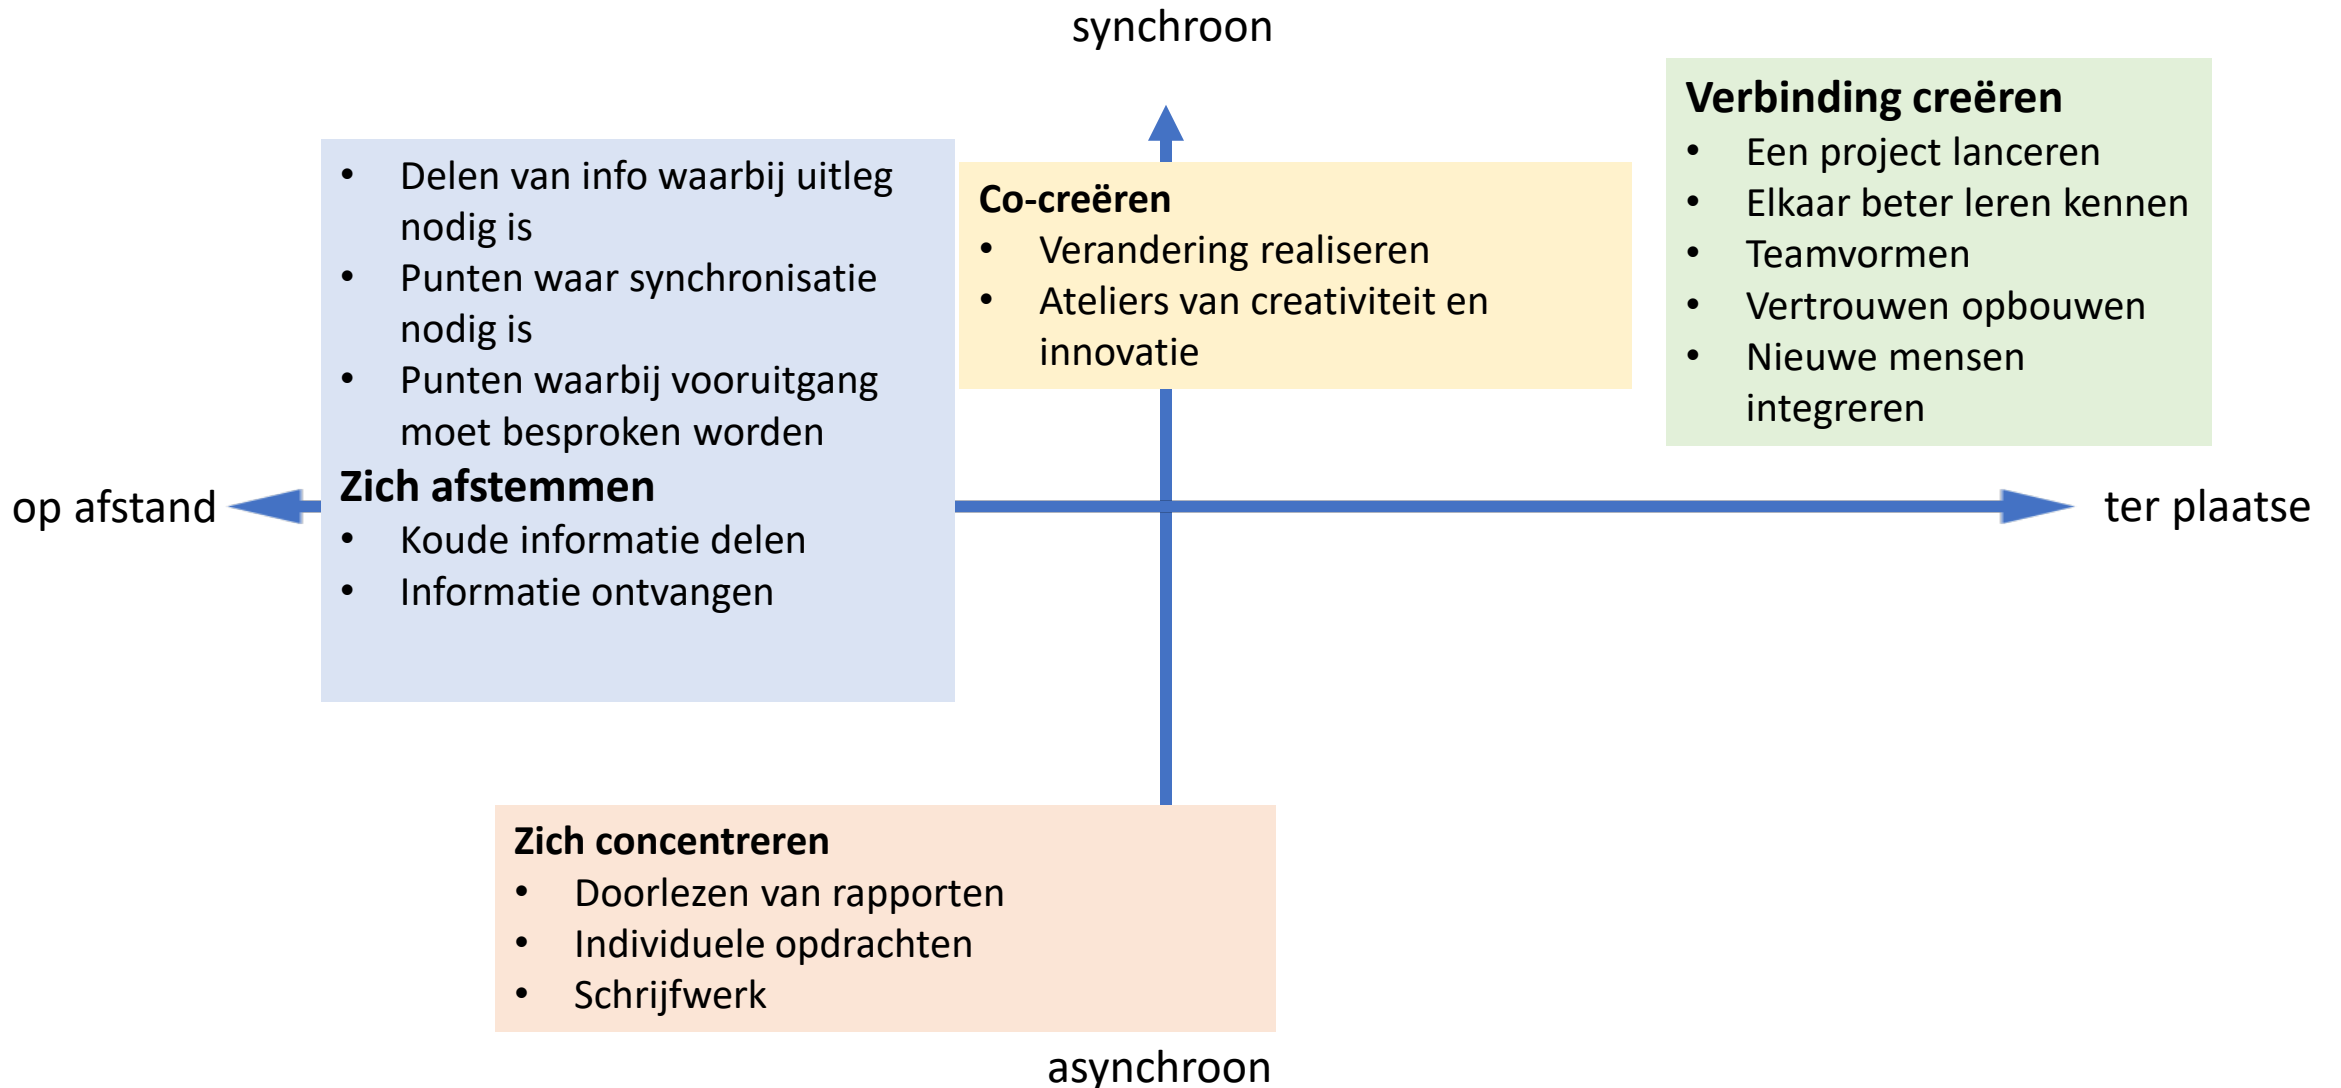 synchroon
• Delen van info waarbij uitleg
nodig is
• Punten waar synchronisatie
nodig is
• Punten waarbij vooruitgang
moet besproken worden
Zich afstemmen
• Koude informatie delen
• Informatie ontvangen
Co-creëren
• Verandering realiseren
• Ateliers van creativiteit en
innovatie
Verbinding creëren
• Een project lanceren
• Elkaar beter leren kennen
• Teamvormen
• Vertrouwen opbouwen
• Nieuwe mensen
integreren
op afstand
ter plaatse
Zich concentreren
• Doorlezen van rapporten
• Individuele opdrachten
• Schrijfwerk
asynchroon